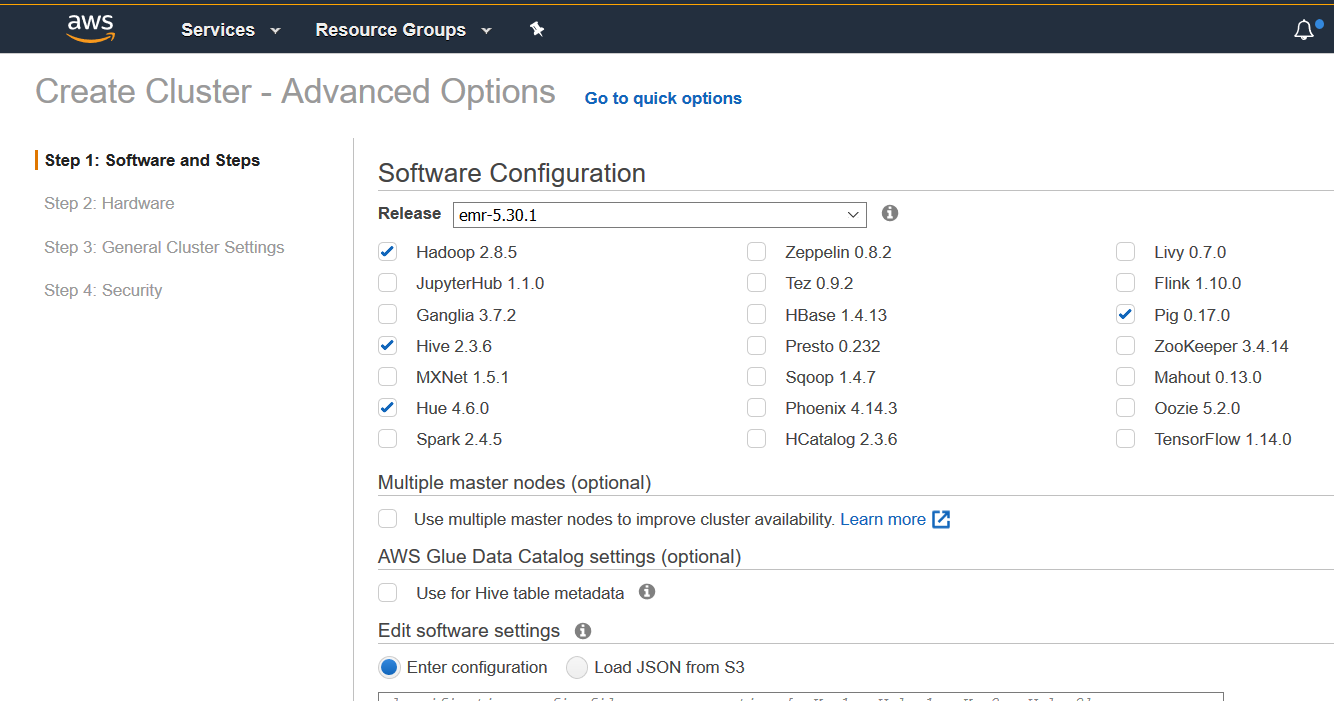 aws
Services
Resource Groups
Create Cluster - Advanced Options
Go to quick options
Step 1: Software and Steps
Step 2: Hardware
Step 3: General Cluster Settings
Step 4: Security
Software Configuration
Release
emr-5.30.1
Hadoop 2.8.5
Zeppelin 0.8.2
Livy 0.7.0
JupyterHub 1.1.0
Tez 0.9.2
Flink 1.10.0
Ganglia 3.7.2
HBase 1.4.13
Pig 0.17.0
Hive 2.3.6
Presto 0.232
ZooKeeper 3.4.14
MXNet 1.5.1
Sqoop 1.4.7
Mahout 0.13.0
Hue 4.6.0
Phoenix 4.14.3
Oozie 5.2.0
Spark 2.4.5
HCatalog 2.3.6
TensorFlow 1.14.0
Multiple master nodes (optional)
Use multiple master nodes to improve cluster availability. Learn more
AWS Glue Data Catalog settings (optional)
Use for Hive table metadata
Edit software settings
Enter configuration
Load JSON from S3